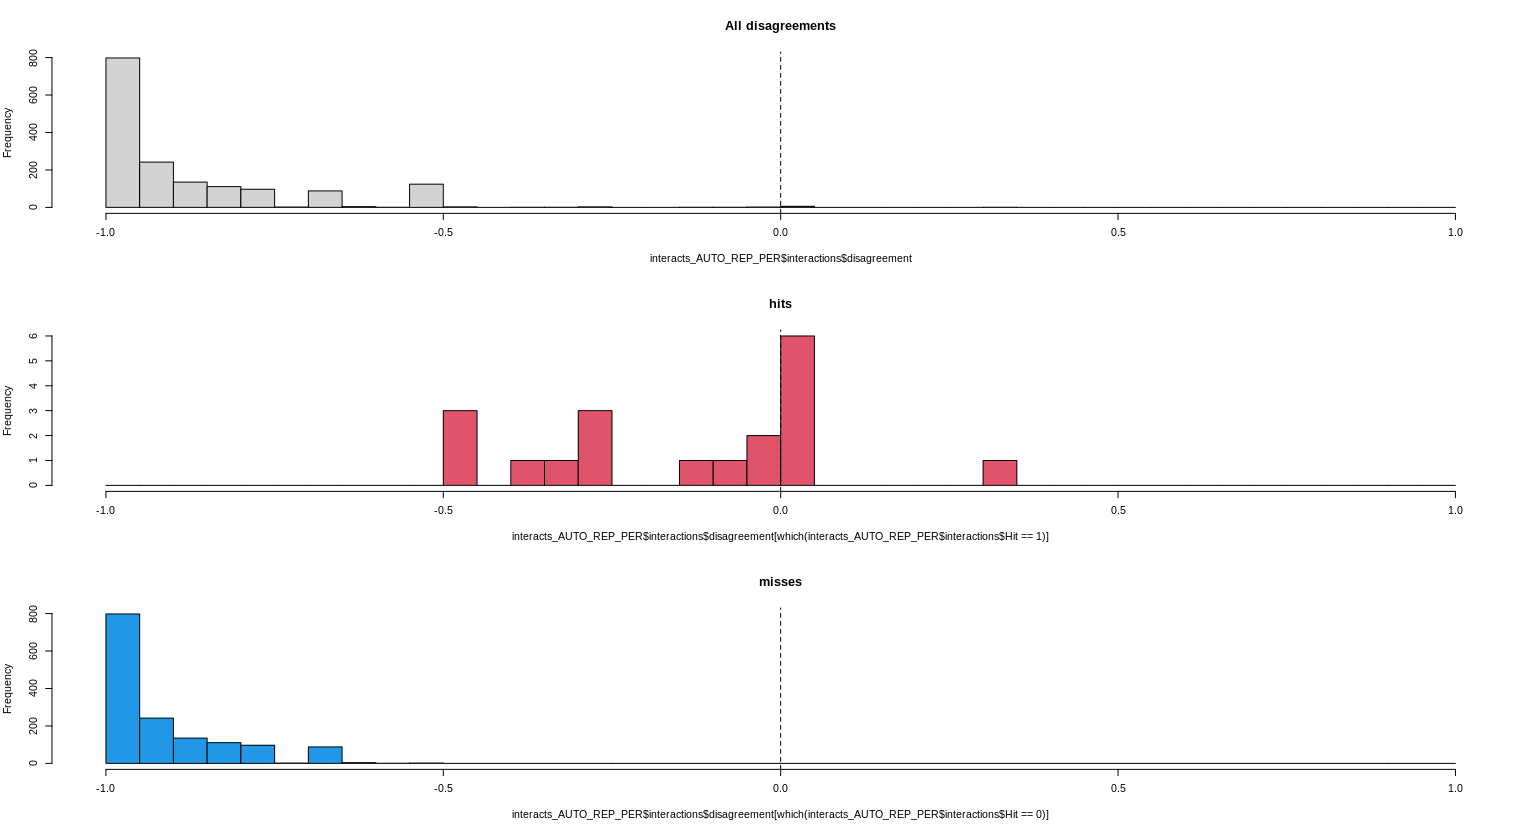 All disagreements
Frequency
0 200 400 600 800
-1.0 -0.5 0.0 0.5 1.0
interacts_AUTO_REP_PER$interactions$disagreement
hits
Frequency
0 1 2 3 4 5 6
-1.0 -0.5 0.0 0.5 1.0
interacts_AUTO_REP_PER$interactions$disagreement[which(interacts_AUTO_REP_PER$interactions$Hit == 1)]
misses
Frequency
0 200 400 600 800
-1.0 -0.5 0.0 0.5 1.0
interacts_AUTO_REP_PER$interactions$disagreement[which(interacts_AUTO_REP_PER$interactions$Hit == 0)]